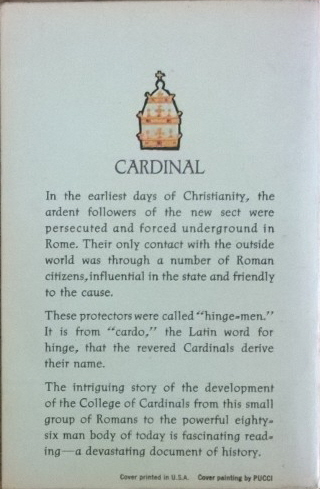 CARDINAL
In the earliest days of Christianity, the
ardent followers of the new sect were
persecuted and forced underground in
Rome. Their only contact with the outside
world was through a number of Roman
citizens, influential in the state and friendly
to the cause.
These protectors were called "hinge=men."
It is from "cardo," the Latin word for
hinge, that the revered Cardinals derive
their name.
The intriguing story of the development
of the College of Cardinals from this small
group of Romans to the powerful eighty=
six man body of today is fascinating read=
ing—a devastating document of history.
Cover printed in U.S.A. Cover painting by PUCCI